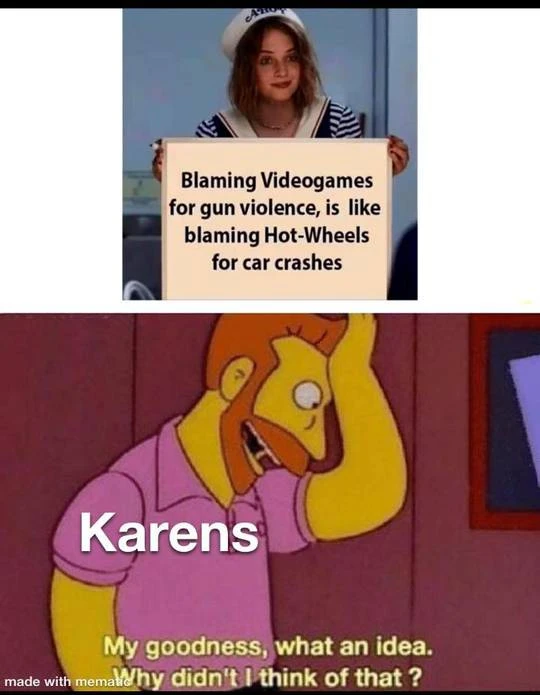 AHOY
Blaming Videogames
for gun violence, is like
blaming Hot-Wheels
for car crashes
Karens
My goodness, what an idea.
Why didn't I think of that ?
made with mematic